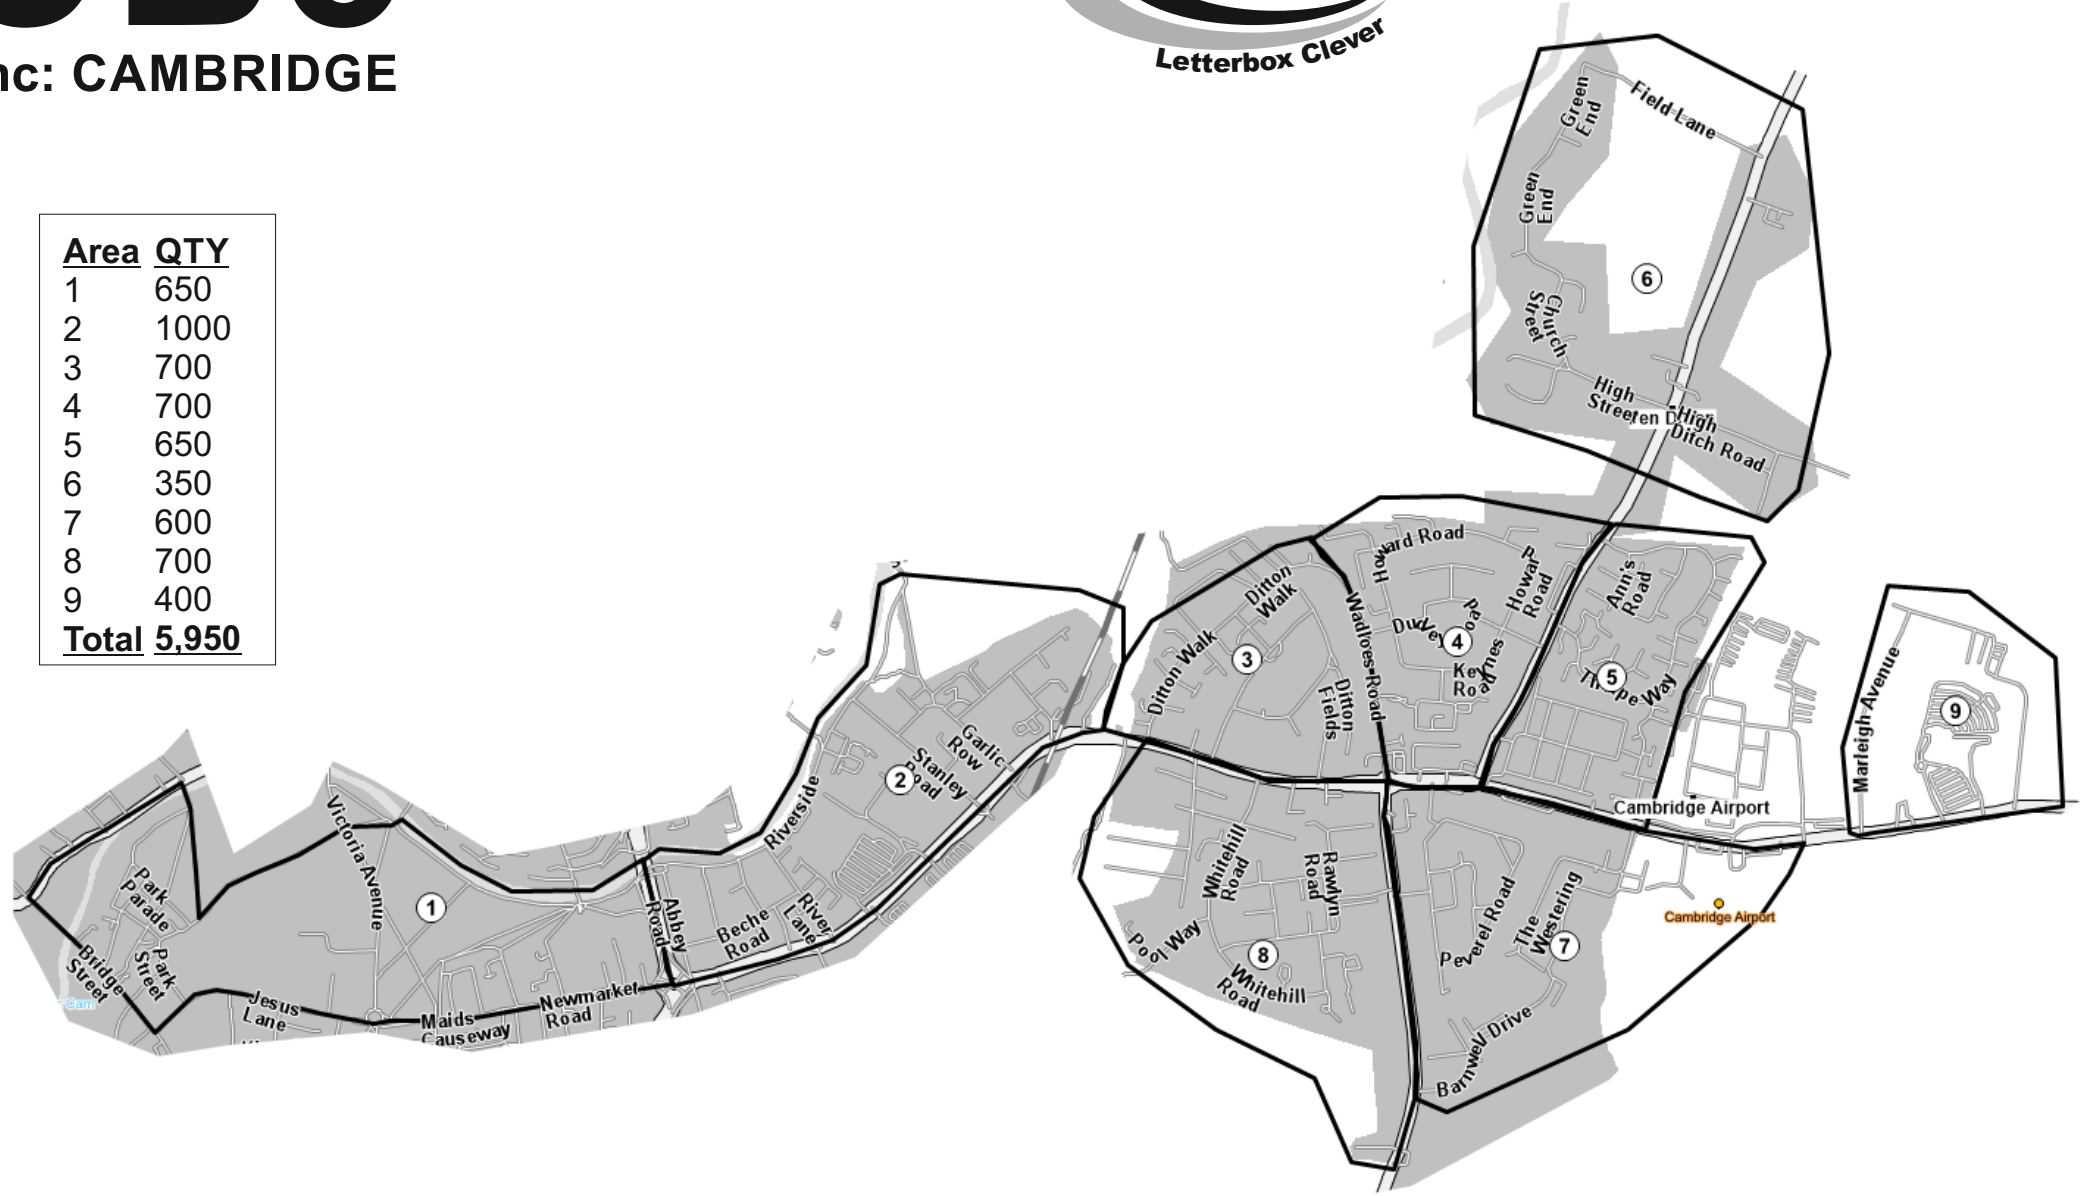 nc: CAMBRIDGE
Letterbox Clever
Area QTY
1 650
2 1000
3 700
4 700
5 650
6 350
7 600
8 700
9 400
Total 5,950
Green
End
Field Lane
Green
End
6
Church
Street
High
Street
High
Ditch Road
Howard Road
Howard
Road
Ann's
Road
Ditton
Walk
Ditton Walk
3
Wadloes Road
Ditton
Fields
4
Keynes
Road
5
Thorpe Way
Marleigh Avenue
9
Cambridge Airport
Cambridge Airport
Garlic
Row
Stanley
Road
2
Riverside
River
Lane
Beche
Road
Abbey
Road
Victoria Avenue
1
Park
Parade
Park
Street
Bridge
Street
Cam
Jesus
Lane
Maids
Causeway
Newmarket
Road
Whitehill
Road
Rawlyn
Road
Pool Way
8
Whitehill
Road
Peverel Road
The
Westering
7
Barnwell Drive